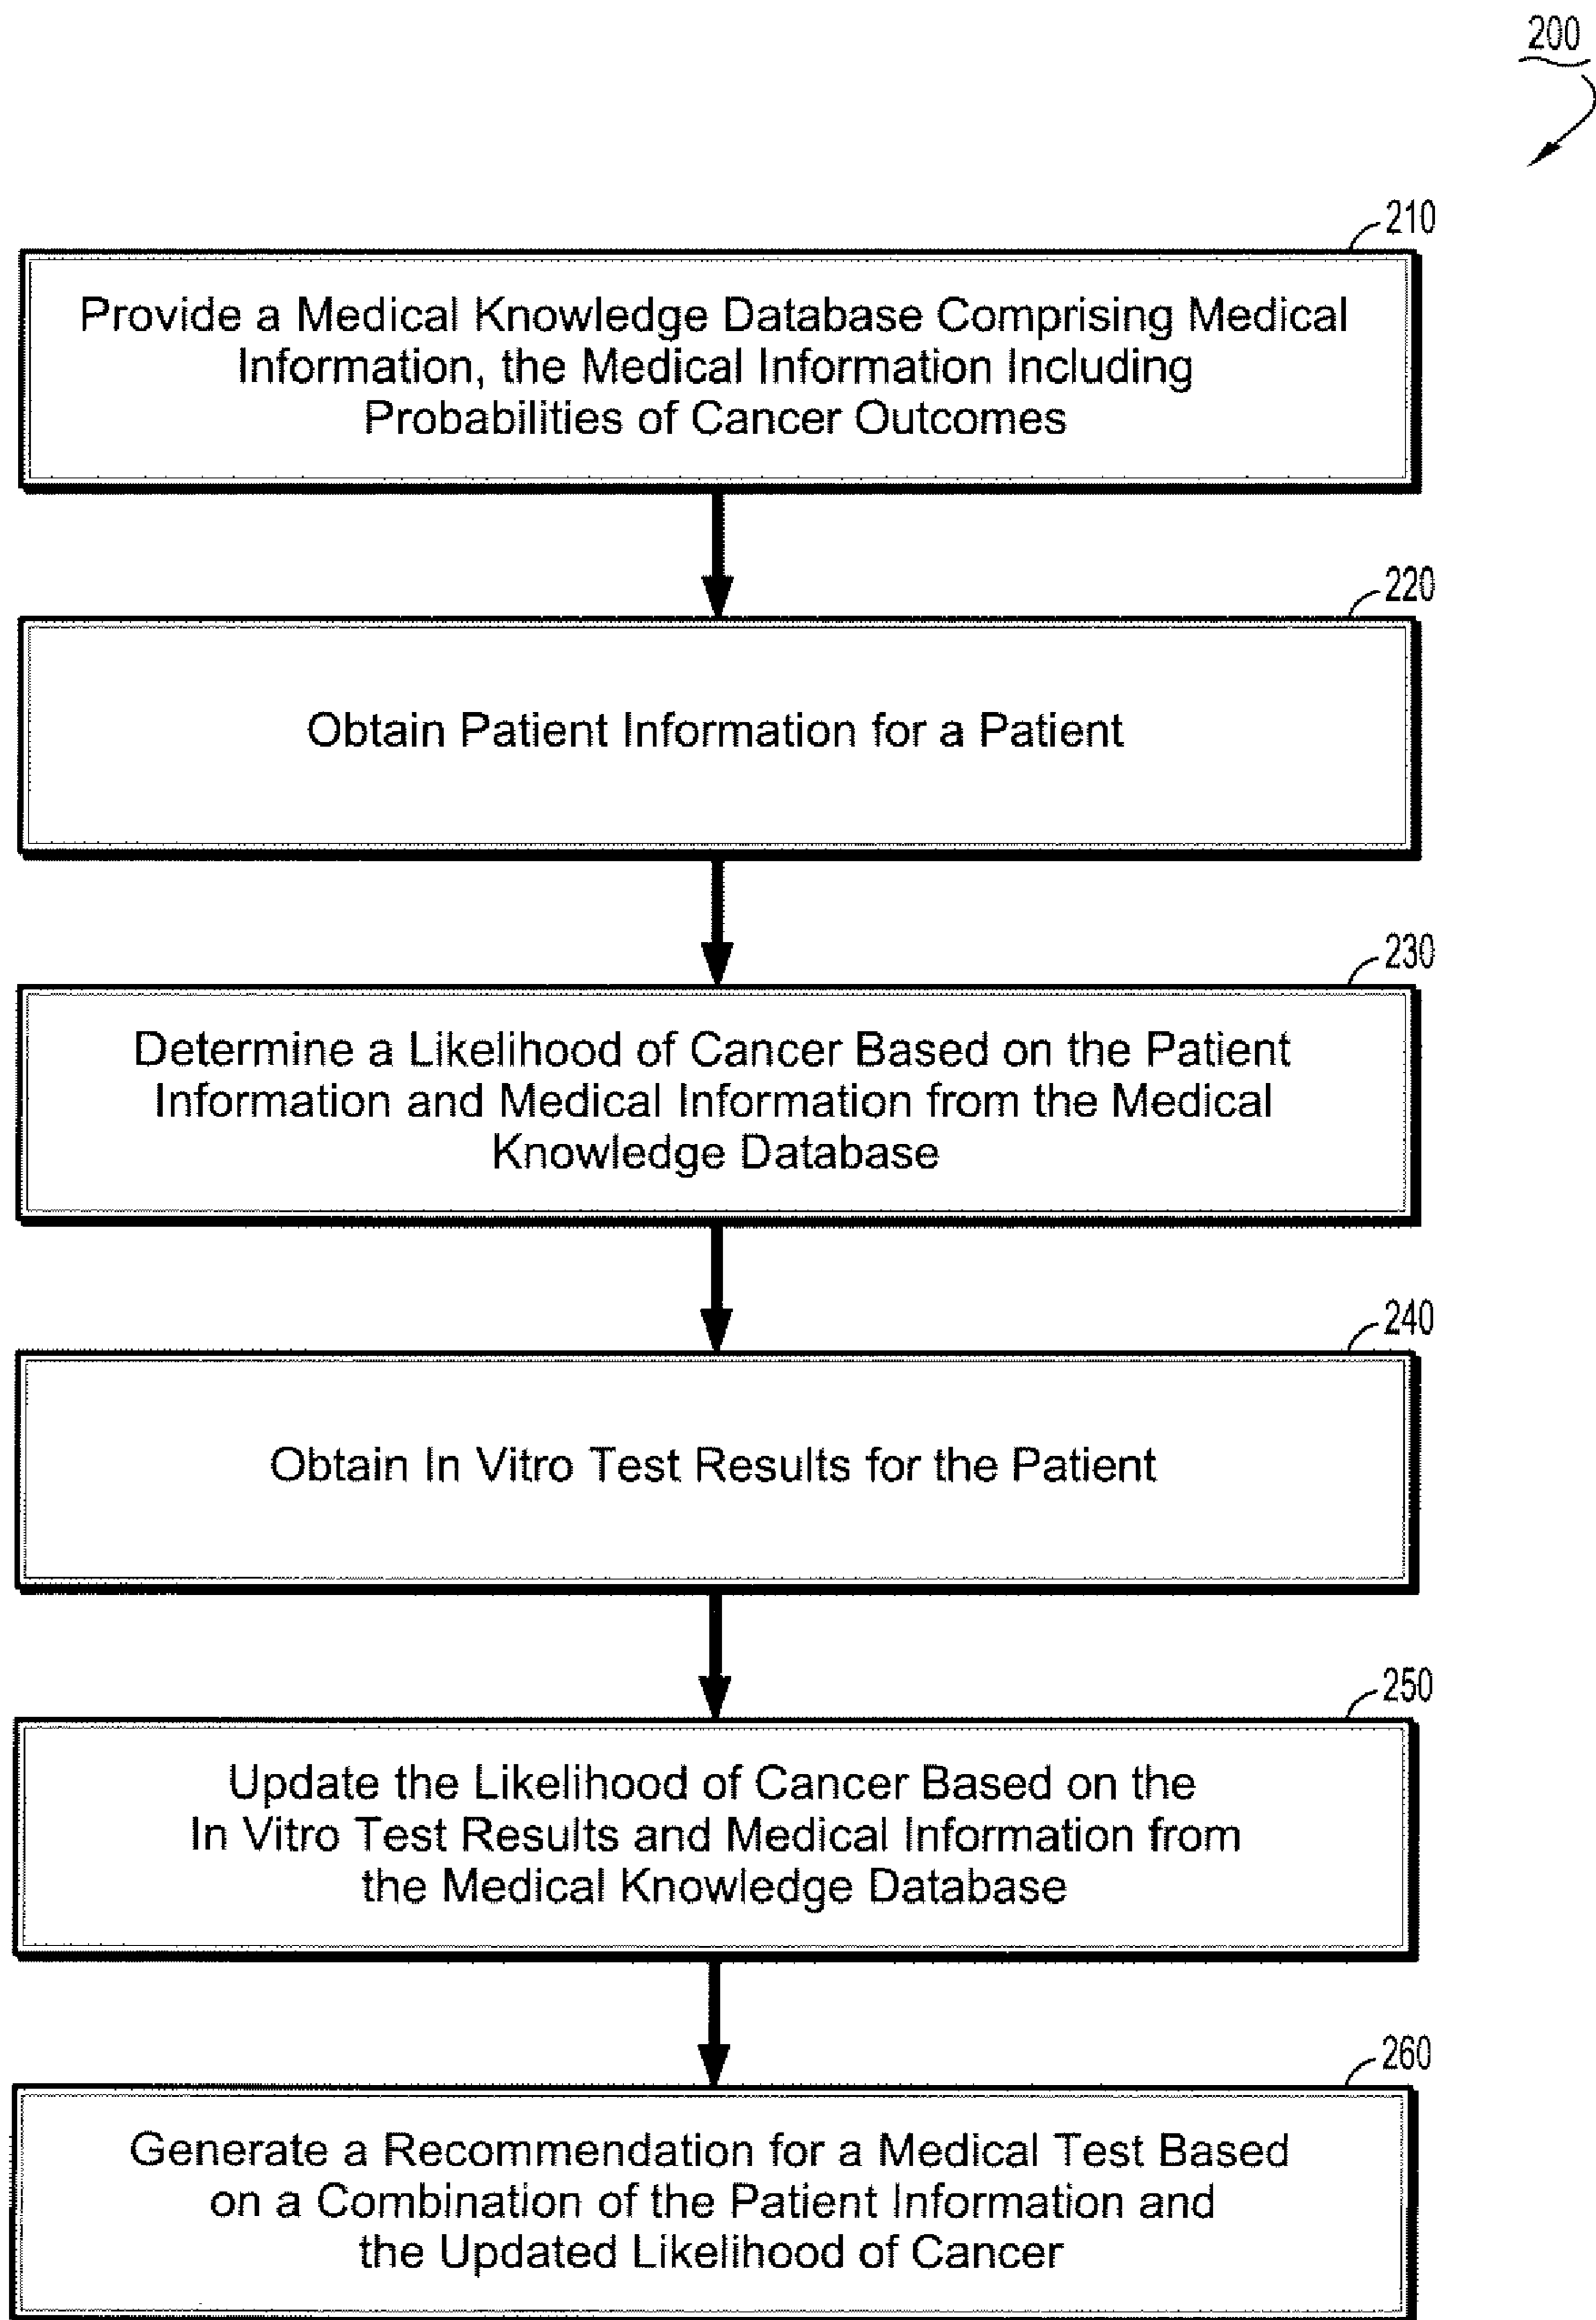 200
210
Provide a Medical Knowledge Database Comprising Medical
Information, the Medical Information Including
Probabilities of Cancer Outcomes
220
Obtain Patient Information for a Patient
230
Determine a Likelihood of Cancer Based on the Patient
Information and Medical Information from the Medical
Knowledge Database
240
Obtain In Vitro Test Results for the Patient
250
Update the Likelihood of Cancer Based on the
In Vitro Test Results and Medical Information from
the Medical Knowledge Database
260
Generate a Recommendation for a Medical Test Based
on a Combination of the Patient Information and
the Updated Likelihood of Cancer